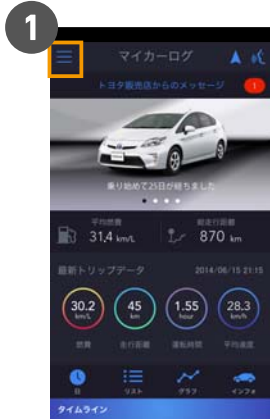 1
マイカーログ
トヨタ販売店からのメッセージ 1
乗り始めて25日が経ちました
平均燃費
31.4 km/L
総走行距離
870 km
最新トリップデータ 2014/06/15 21:15
30.2 km/L
45 km
1.55 hour
28.3 km/h
燃費 走行距離 運転時間 平均速度
リスト グラフ インフォ
タイムライン